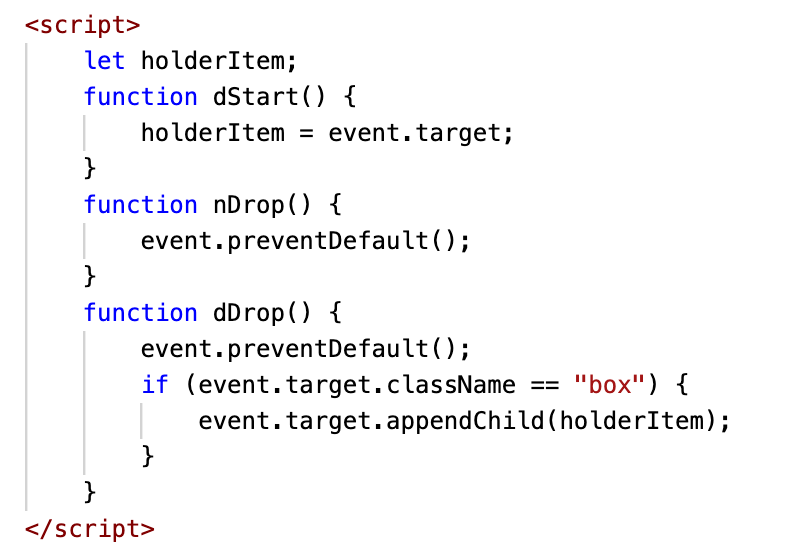 <script>
let holderItem;
function dStart() {
holderItem = event.target;
}
function nDrop() {
event.preventDefault();
}
function dDrop() {
event.preventDefault();
if (event.target.className == "box") {
event.target.appendChild(holderItem);
}
}
</script>